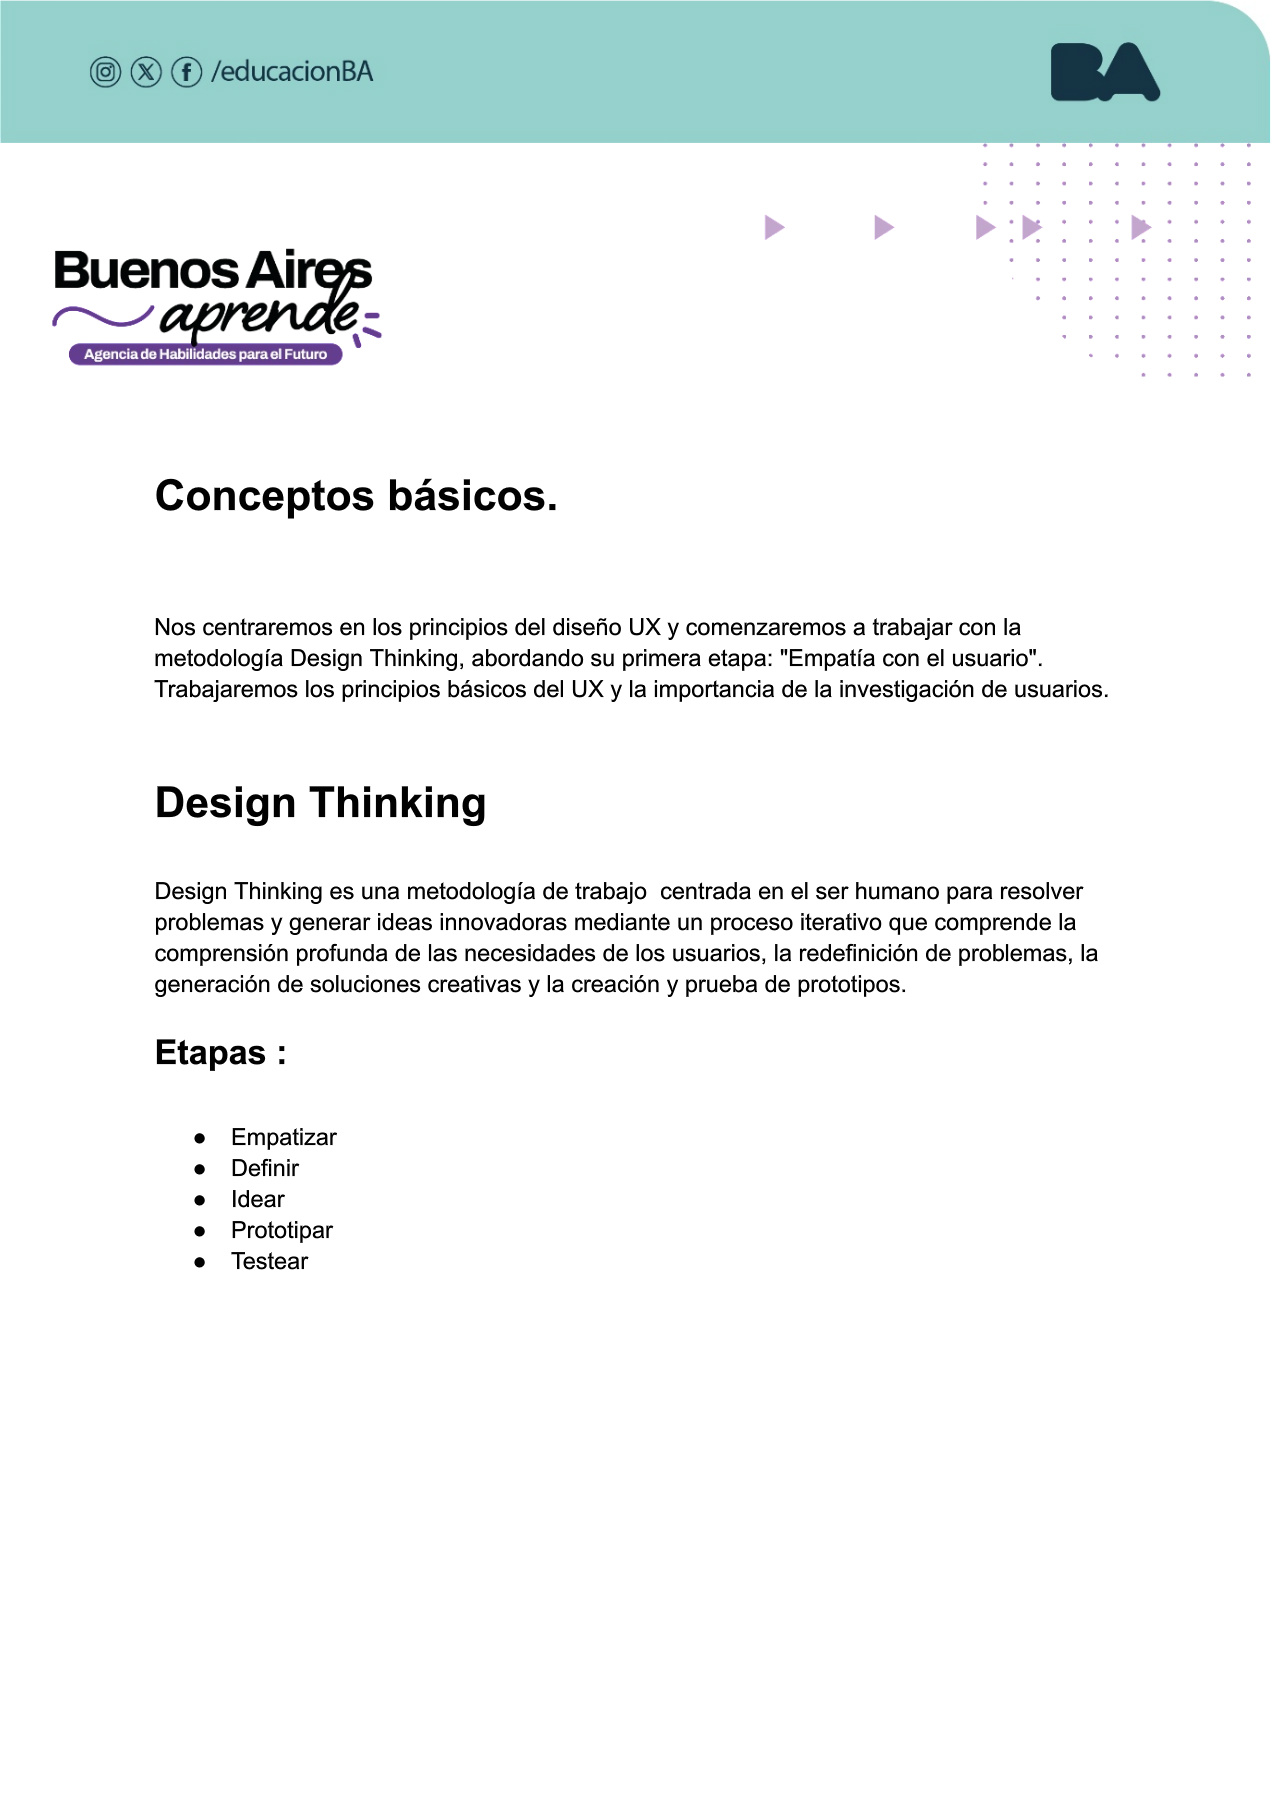 /educacionBA
BA
Buenos Aires
aprende
Agencia de Habilidades para el Futuro
Conceptos básicos.
Nos centraremos en los principios del diseño UX y comenzaremos a trabajar con la
metodología Design Thinking, abordando su primera etapa: "Empatía con el usuario".
Trabajaremos los principios básicos del UX y la importancia de la investigación de usuarios.
Design Thinking
Design Thinking es una metodología de trabajo  centrada en el ser humano para resolver
problemas y generar ideas innovadoras mediante un proceso iterativo que comprende la
comprensión profunda de las necesidades de los usuarios, la redefinición de problemas, la
generación de soluciones creativas y la creación y prueba de prototipos.
Etapas :
● Empatizar
● Definir
● Idear
● Prototipar
● Testear